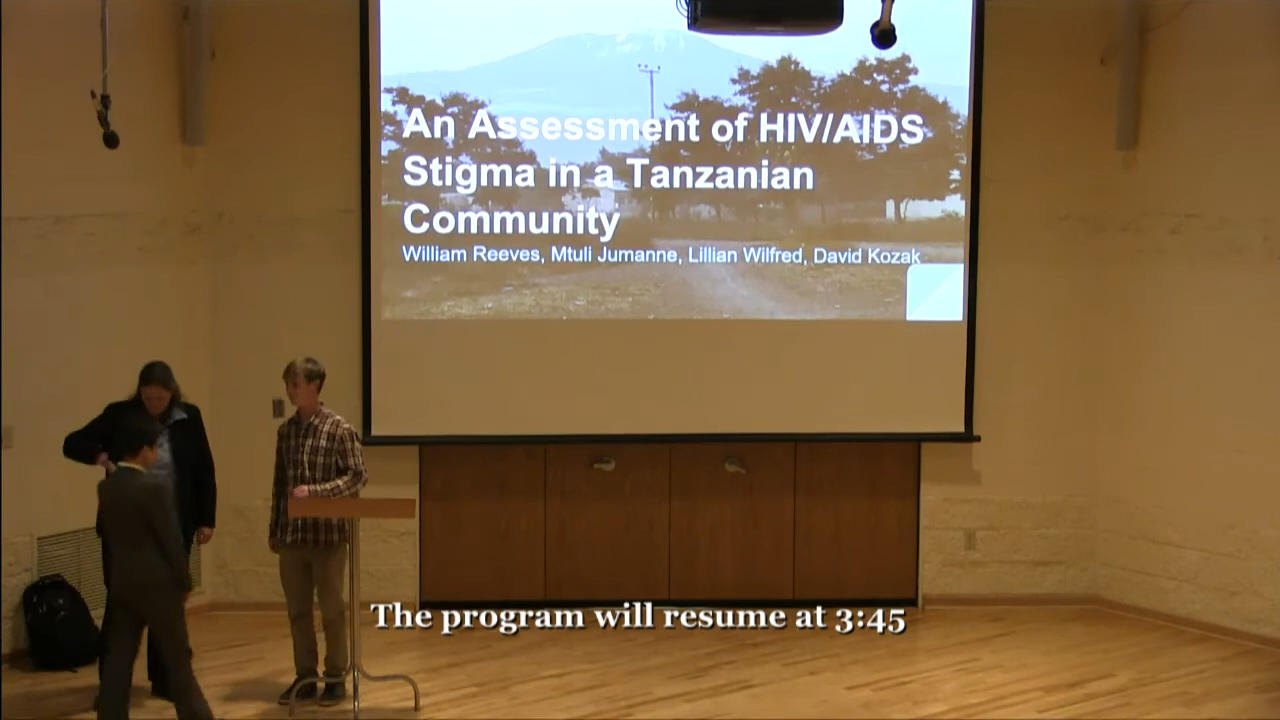 An Assessment of HIV/AIDS
Stigma in a Tanzanian
Community
William Reeves, Mtuli Jumanne, Lillian Wilfred, David Kozak
The program will resume at 3:45